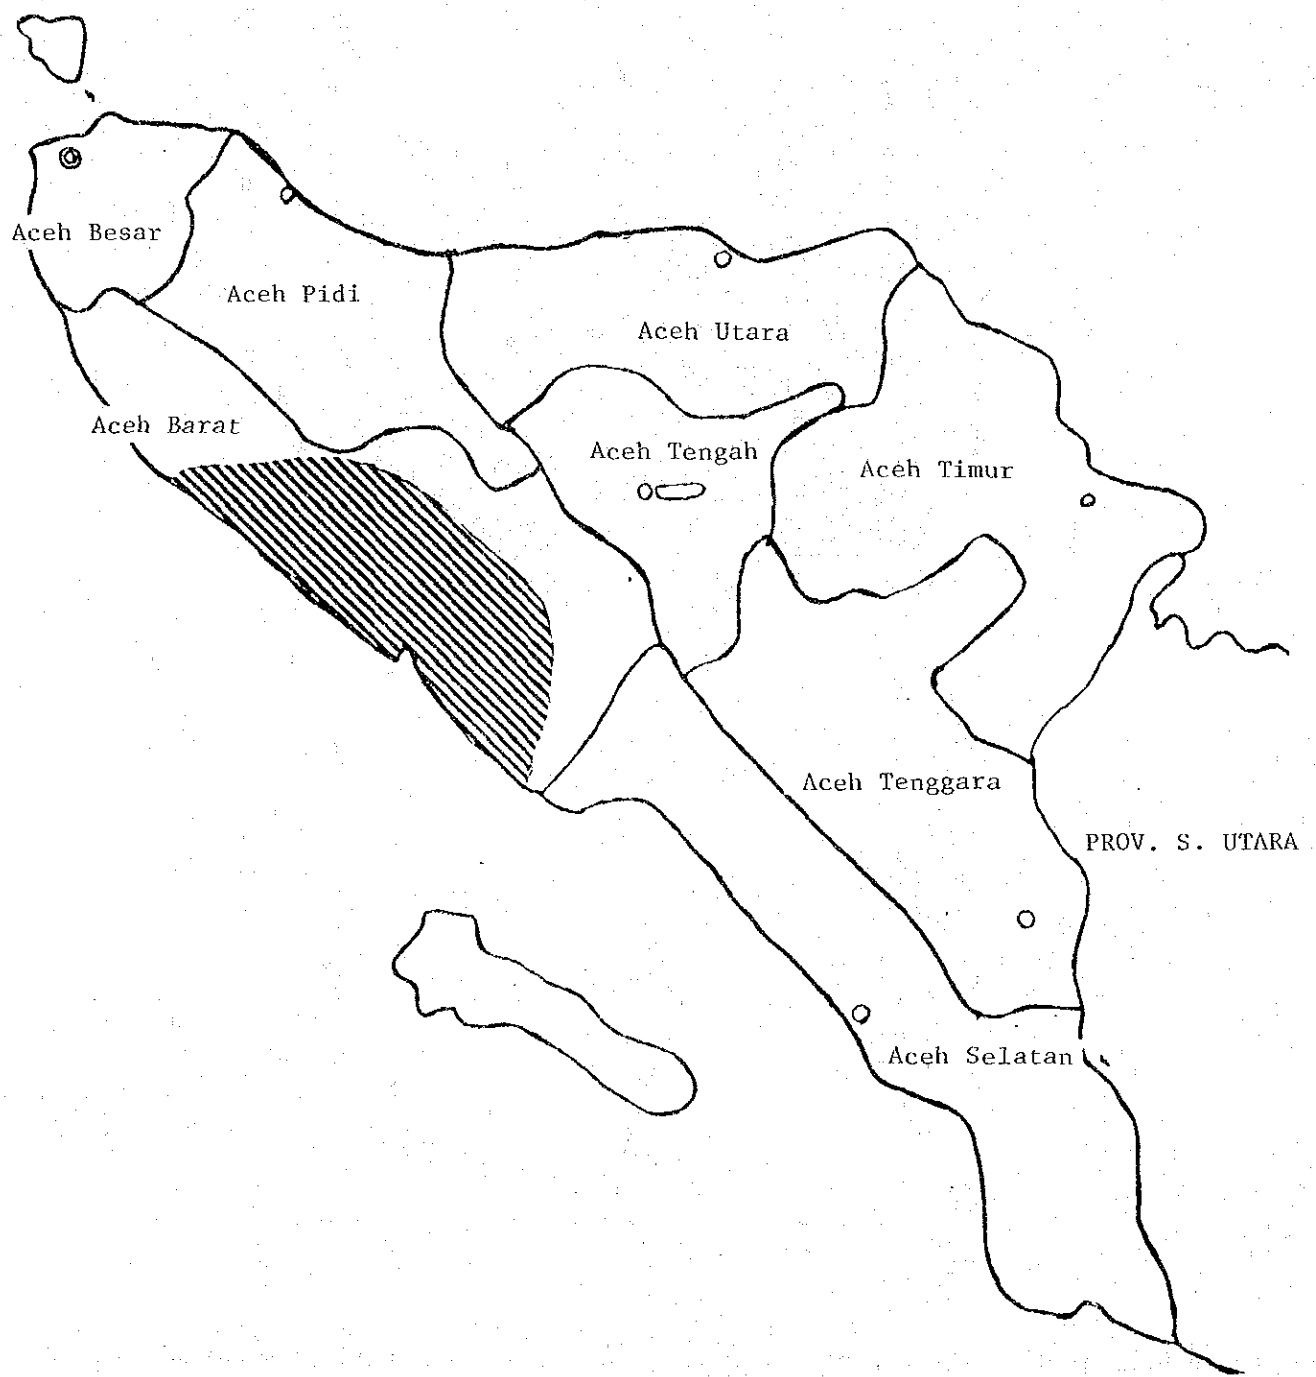 Aceh Besar
Aceh Pidi
Aceh Utara
Aceh Barat
Aceh Tengah
Aceh Timur
Aceh Tenggara
PROV. S. UTARA
Aceh Selatan